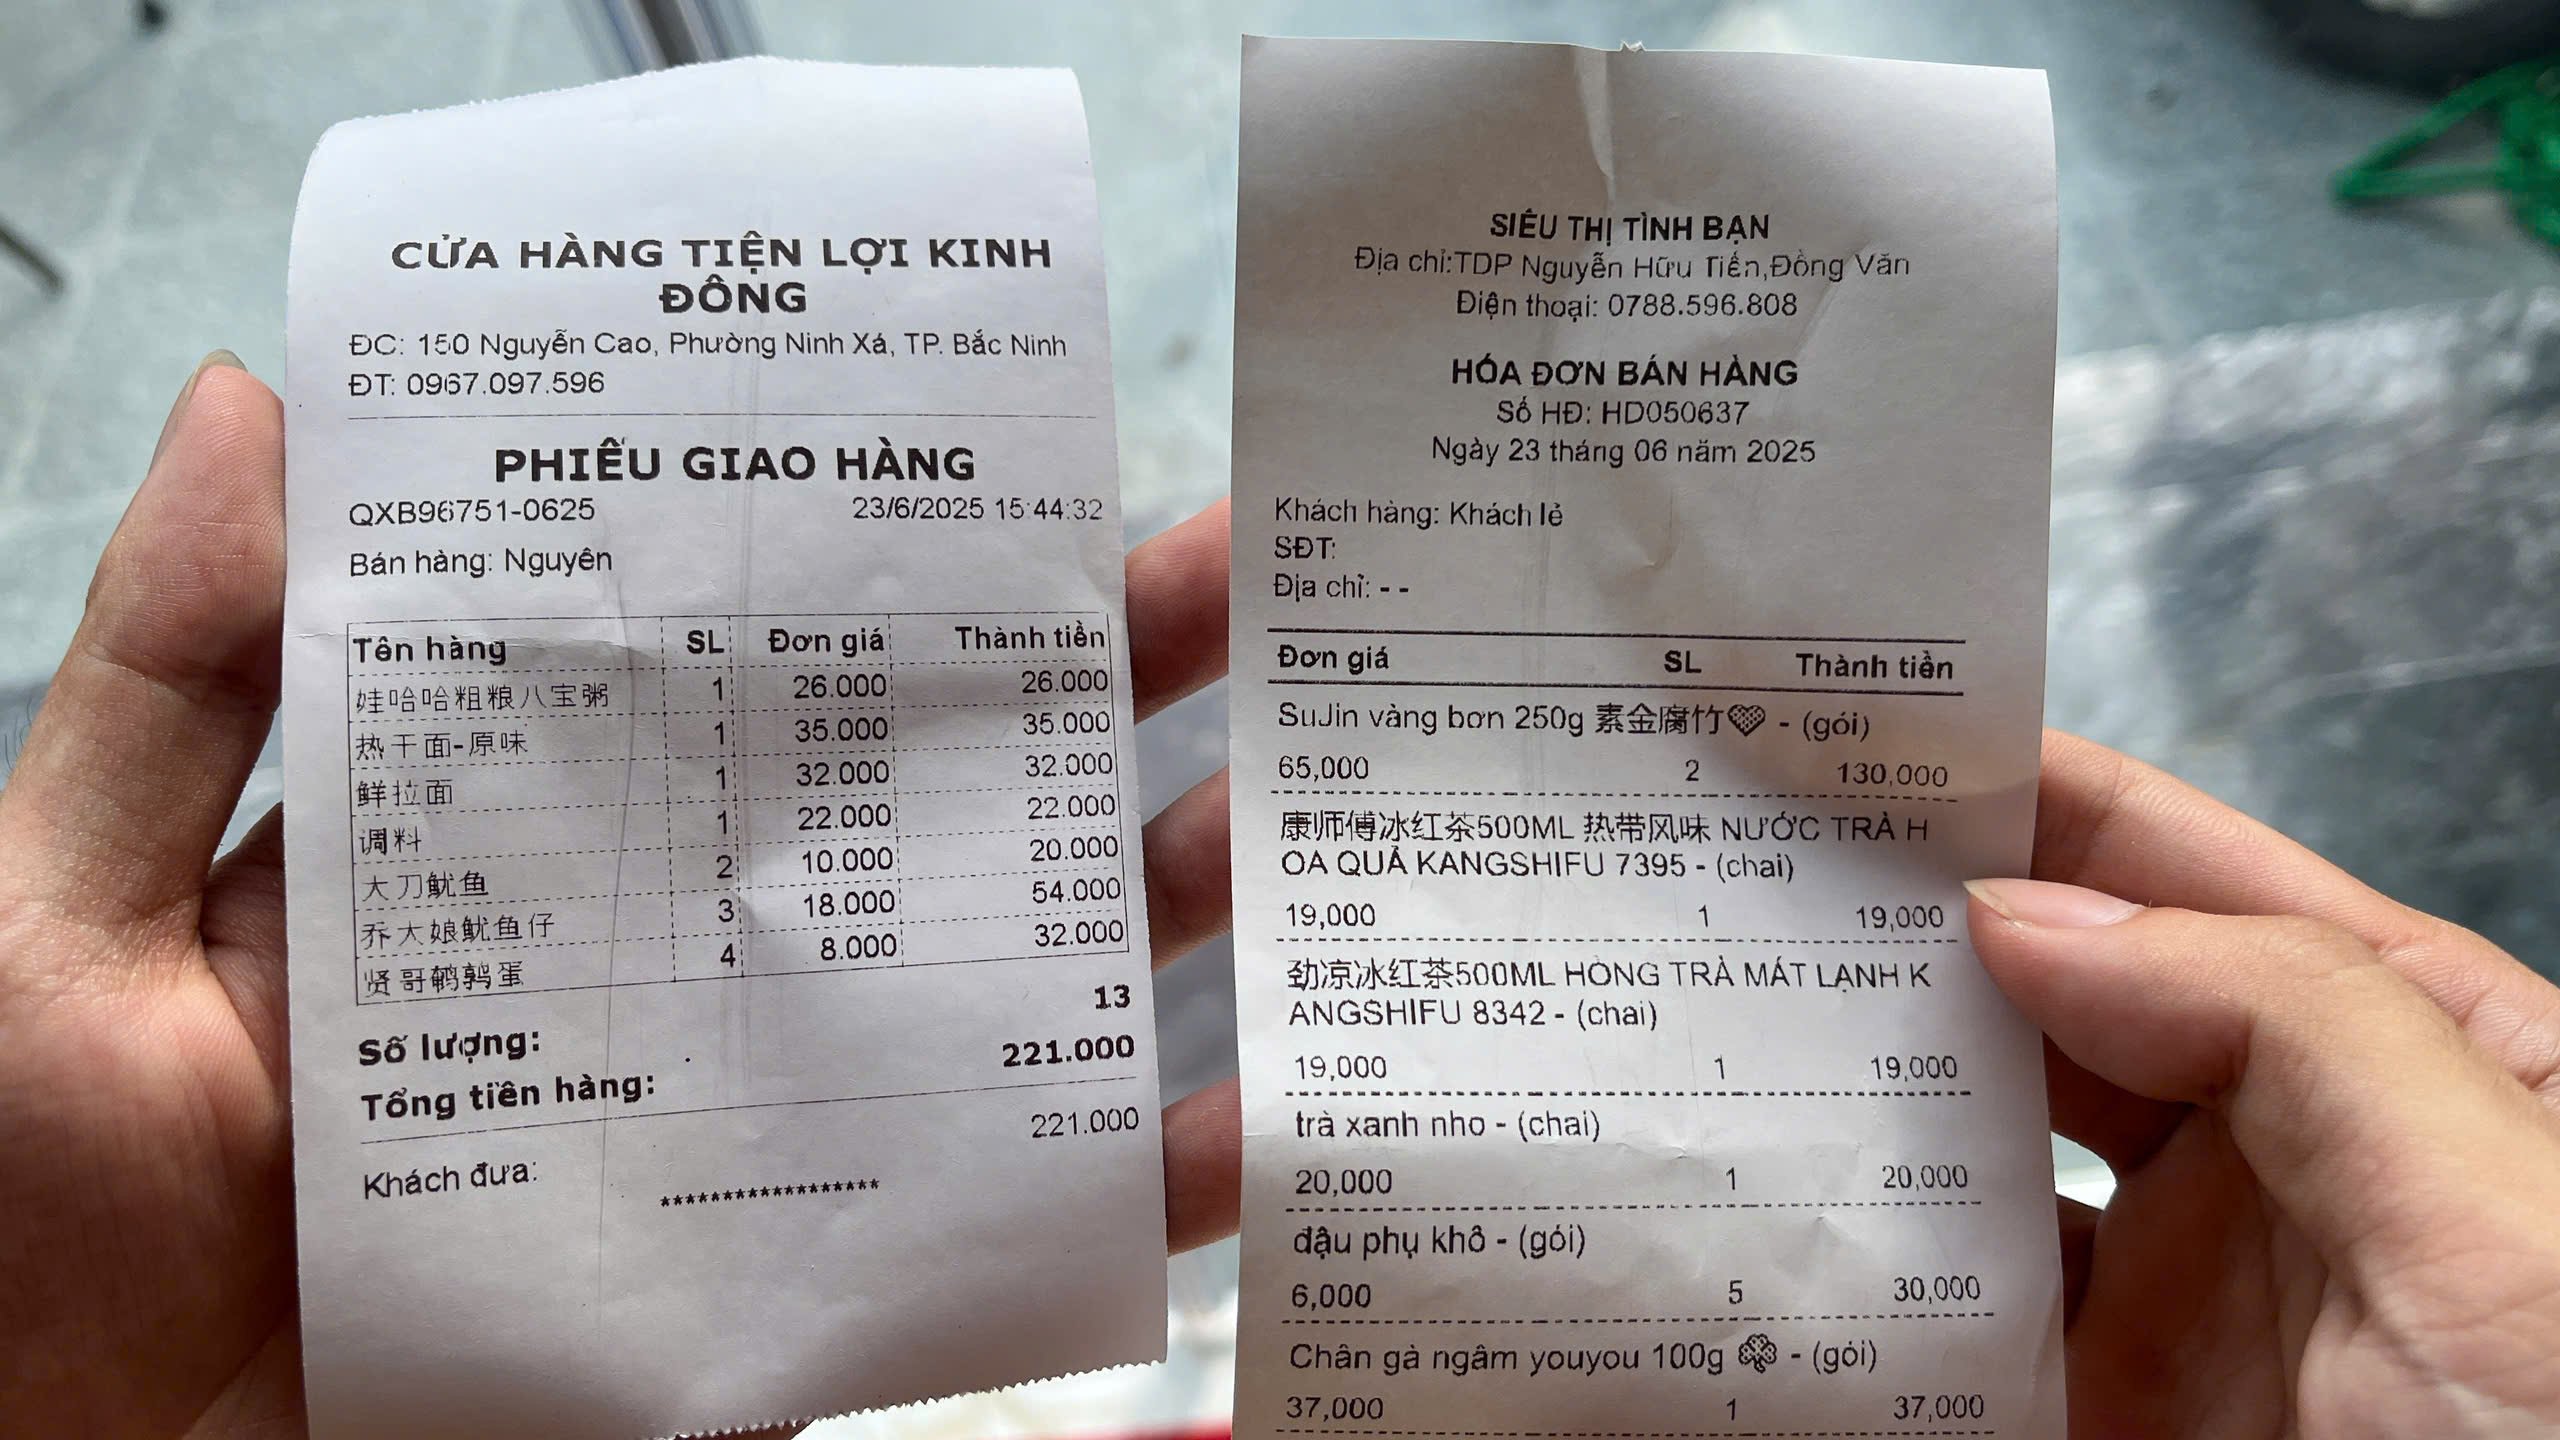 CỬA HÀNG TIỆN LỢI KINH
ĐÔNG
ĐC: 150 Nguyễn Cao, Phường Ninh Xá, TP. Bắc Ninh
ĐT: 0967.097.596
PHIẾU GIAO HÀNG
QXB96751-0625 23/6/2025 15:44:32
Bán hàng: Nguyên
Tên hàng SL Đơn giá Thành tiền
娃哈哈粗粮八宝粥 1 26.000 26.000
热干面-原味 1 35.000 35.000
鲜拉面 1 32.000 32.000
调料 1 22.000 22.000
大刀鱿鱼 2 10.000 20.000
乔大娘鱿鱼仔 3 18.000 54.000
贤哥鹌鹑蛋 4 8.000 32.000
Số lượng: 13
Tổng tiền hàng: 221.000
Khách đưa: 221.000
******************
SIÊU THỊ TÌNH BẠN
Địa chỉ:TDP Nguyễn Hữu Tiến,Đồng Văn
Điện thoại: 0788.596.808
HÓA ĐƠN BÁN HÀNG
Số HĐ: HD050637
Ngày 23 tháng 06 năm 2025
Khách hàng: Khách lẻ
SĐT:
Địa chỉ: - -
Đơn giá SL Thành tiền
SuJin vàng bơn 250g 素金腐竹 - (gói)
65,000 2 130,000
康师傅冰红茶500ML 热带风味 NƯỚC TRÀ H
OA QUẢ KANGSHIFU 7395 - (chai)
19,000 1 19,000
劲凉冰红茶500ML HỒNG TRÀ MÁT LẠNH K
ANGSHIFU 8342 - (chai)
19,000 1 19,000
trà xanh nho - (chai)
20,000 1 20,000
đậu phụ khô - (gói)
6,000 5 30,000
Chân gà ngâm youyou 100g - (gói)
37,000 1 37,000